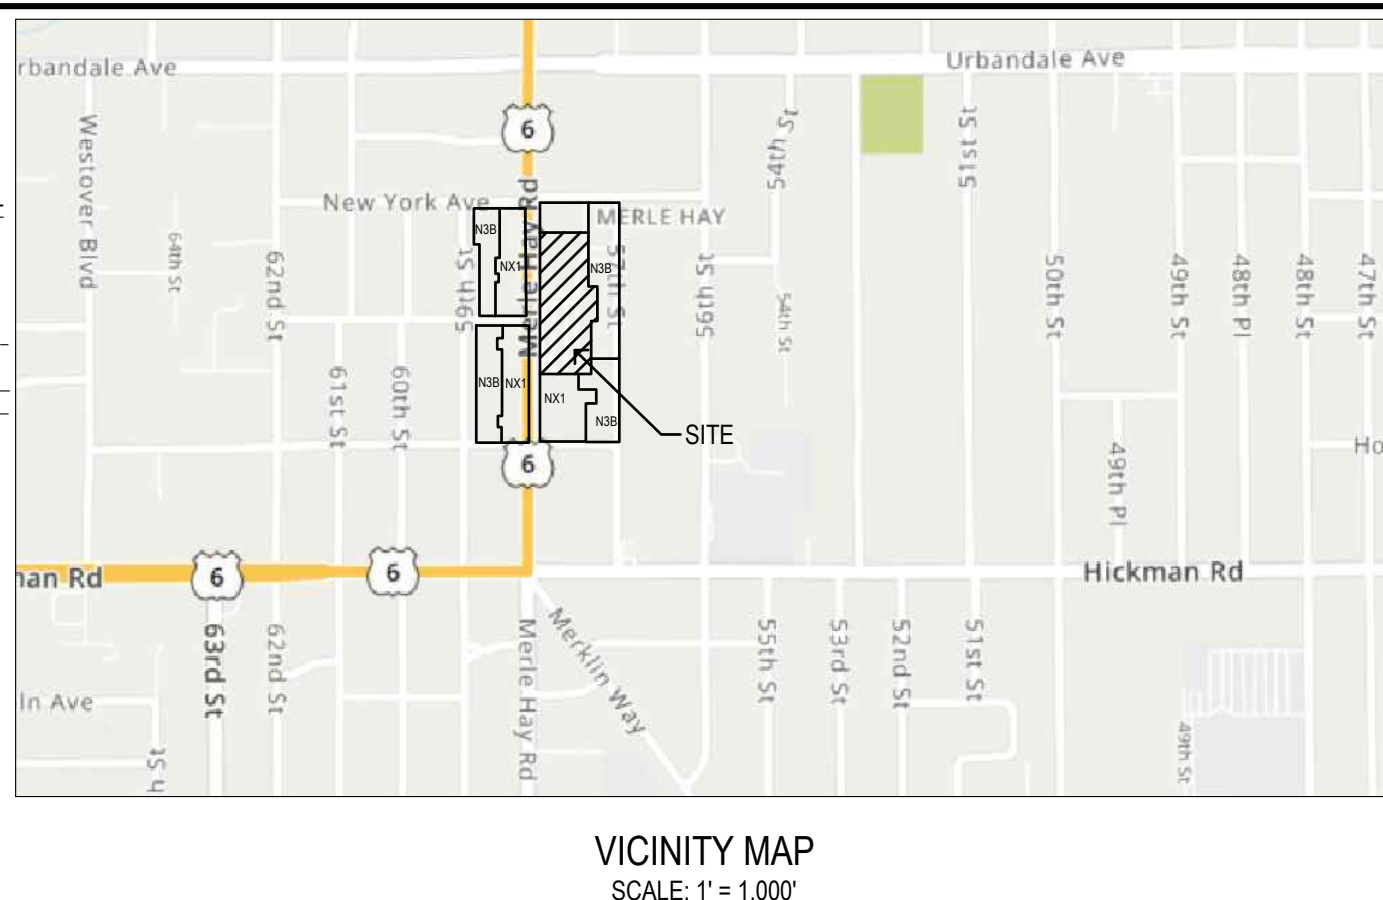 rbandale Ave
Urbandale Ave
6
Westover Blvd
54th St
51st St
New York Ave
Merle Hay Rd
MERLE HAY
N3B
NX1
N3B
64th St
62nd St
59th St
57th St
56th St
54th St
50th St
49th St
48th Pl
48th St
47th St
61st St
60th St
N3B
NX1
NX1
N3B
SITE
6
49th Pl
Ho
nan Rd
6
6
Hickman Rd
63rd St
62nd St
Merle Hay Rd
Merklin Way
55th St
53rd St
52nd St
51st St
ln Ave
h St
49th St
VICINITY MAP
SCALE: 1' = 1,000'